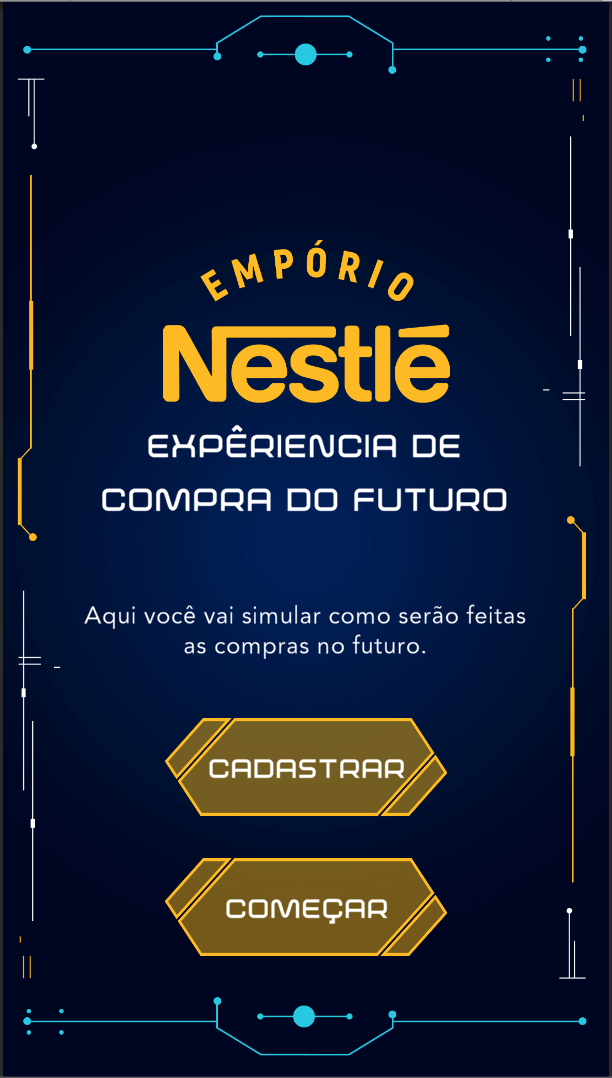 EMPÓRIO
Nestlé
EXPÊRIENCIA DE
COMPRA DO FUTURO
Aqui você vai simular como serão feitas
as compras no futuro.
CADASTRAR
COMEÇAR